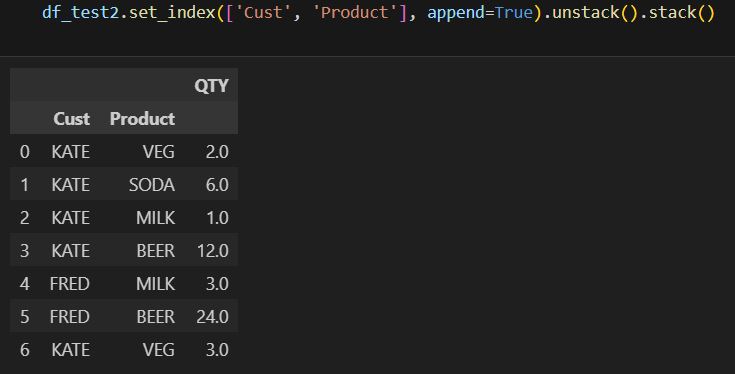 df_test2.set_index(['Cust', 'Product'], append=True).unstack().stack()
QTY
Cust Product
0 KATE VEG 2.0
1 KATE SODA 6.0
2 KATE MILK 1.0
3 KATE BEER 12.0
4 FRED MILK 3.0
5 FRED BEER 24.0
6 KATE VEG 3.0